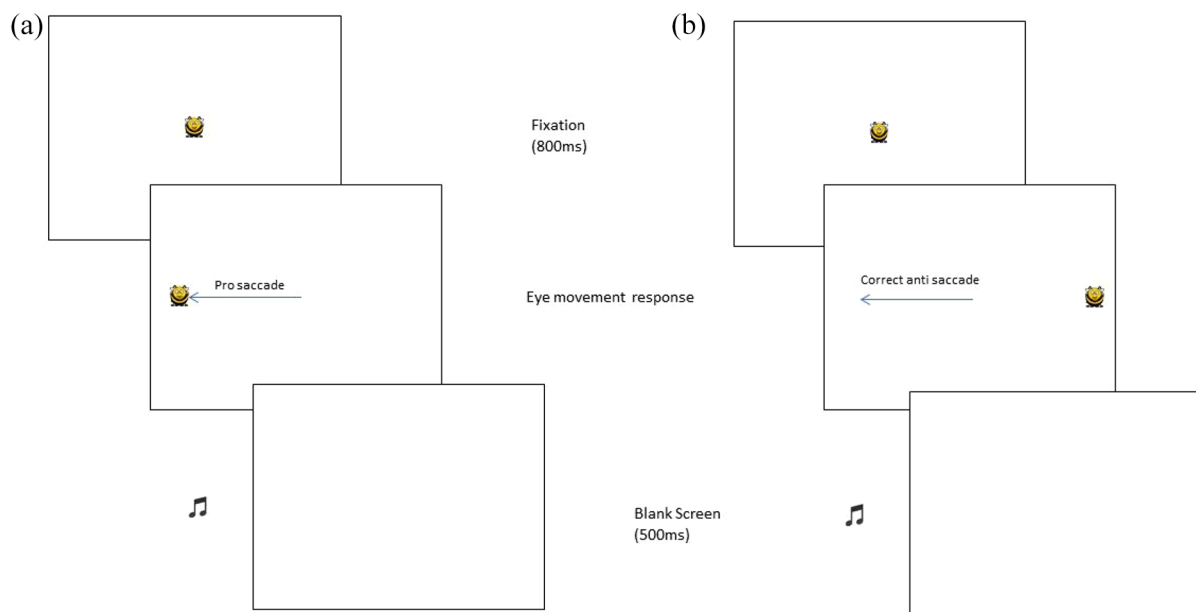 (a)
(b)
Fixation
(800ms)
Pro saccade
Correct anti saccade
Eye movement response
Blank Screen
(500ms)